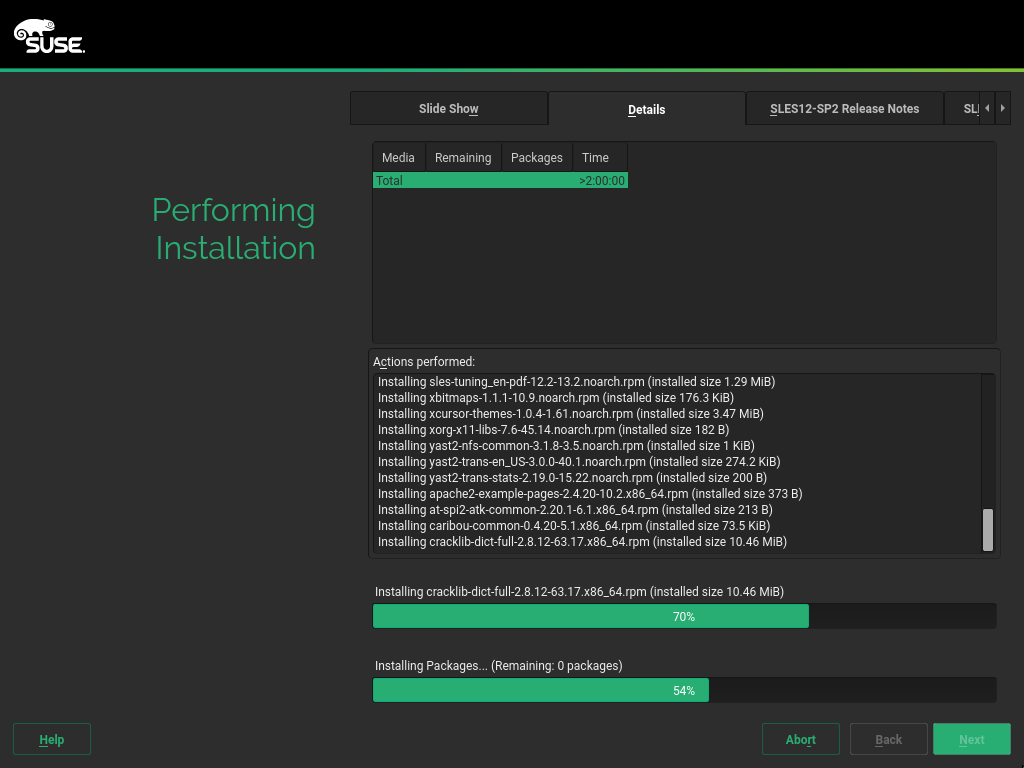 SUSE.
Slide Show
Details
SLES12-SP2 Release Notes
Performing
Installation
Media Remaining Packages Time
Total >2:00:00
Actions performed:
Installing sles-tuning_en-pdf-12.2-13.2.noarch.rpm (installed size 1.29 MiB)
Installing xbitmaps-1.1.1-10.9.noarch.rpm (installed size 176.3 KiB)
Installing xcursor-themes-1.0.4-1.61.noarch.rpm (installed size 3.47 MiB)
Installing xorg-x11-libs-7.6-45.14.noarch.rpm (installed size 182 B)
Installing yast2-nfs-common-3.1.8-3.5.noarch.rpm (installed size 1 KiB)
Installing yast2-trans-en_US-3.0.0-40.1.noarch.rpm (installed size 274.2 KiB)
Installing yast2-trans-stats-2.19.0-15.22.noarch.rpm (installed size 200 B)
Installing apache2-example-pages-2.4.20-10.2.x86_64.rpm (installed size 373 B)
Installing at-spi2-atk-common-2.20.1-6.1.x86_64.rpm (installed size 213 B)
Installing caribou-common-0.4.20-5.1.x86_64.rpm (installed size 73.5 KiB)
Installing cracklib-dict-full-2.8.12-63.17.x86_64.rpm (installed size 10.46 MiB)
Installing cracklib-dict-full-2.8.12-63.17.x86_64.rpm (installed size 10.46 MiB)
70%
Installing Packages... (Remaining: 0 packages)
54%
Help
Abort
Back
Next